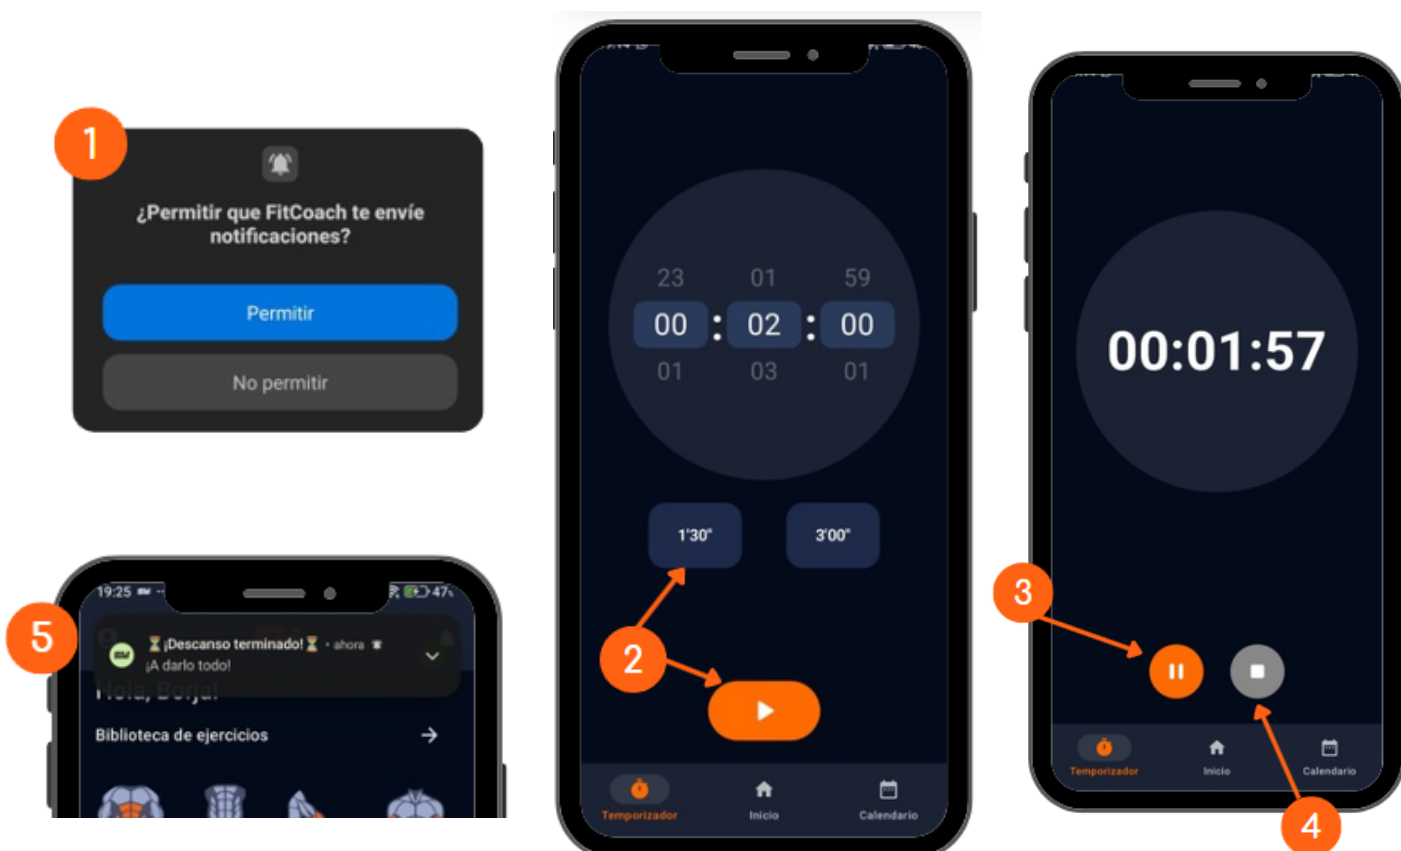 1
¿Permitir que FitCoach te envíe
notificaciones?
Permitir
No permitir
5
19:25
47%
⏳¡Descanso terminado!⏳ • ahora
¡A darlo todo!
Hola, Borja!
Biblioteca de ejercicios
23 01 59
00 : 02 : 00
01 03 01
1'30"
3'00"
2
Temporizador
Inicio
Calendario
00:01:57
3
4
Temporizador
Inicio
Calendario